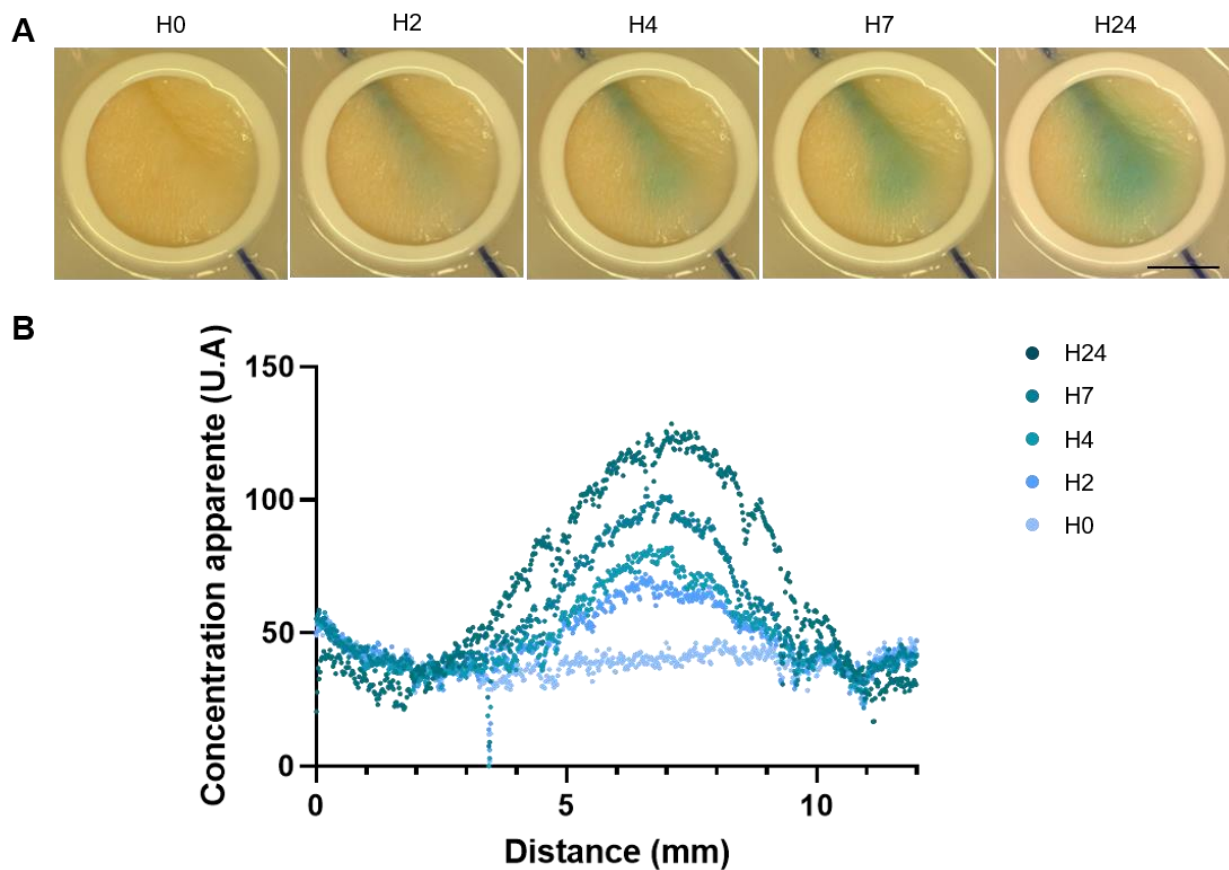 A
H0
H2
H4
H7
H24
B
Concentration apparente (U.A)
150
100
50
0
0
5
10
Distance (mm)
H24
H7
H4
H2
H0